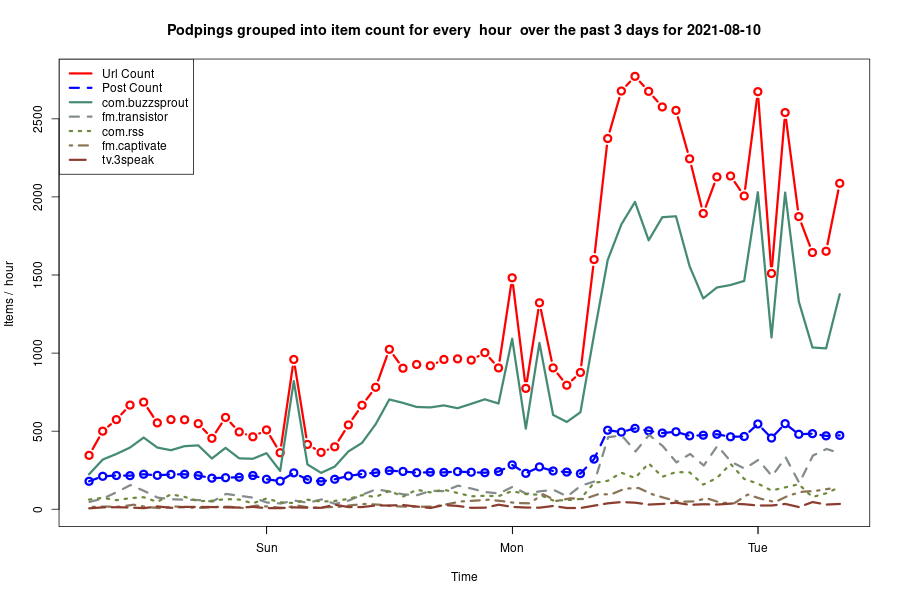 Podpings grouped into item count for every  hour  over the past 3 days for 2021-08-10
Url Count
Post Count
com.buzzsprout
fm.transistor
com.rss
fm.captivate
tv.3speak
Items /  hour
2500
2000
1500
1000
500
0
Sun
Mon
Tue
Time